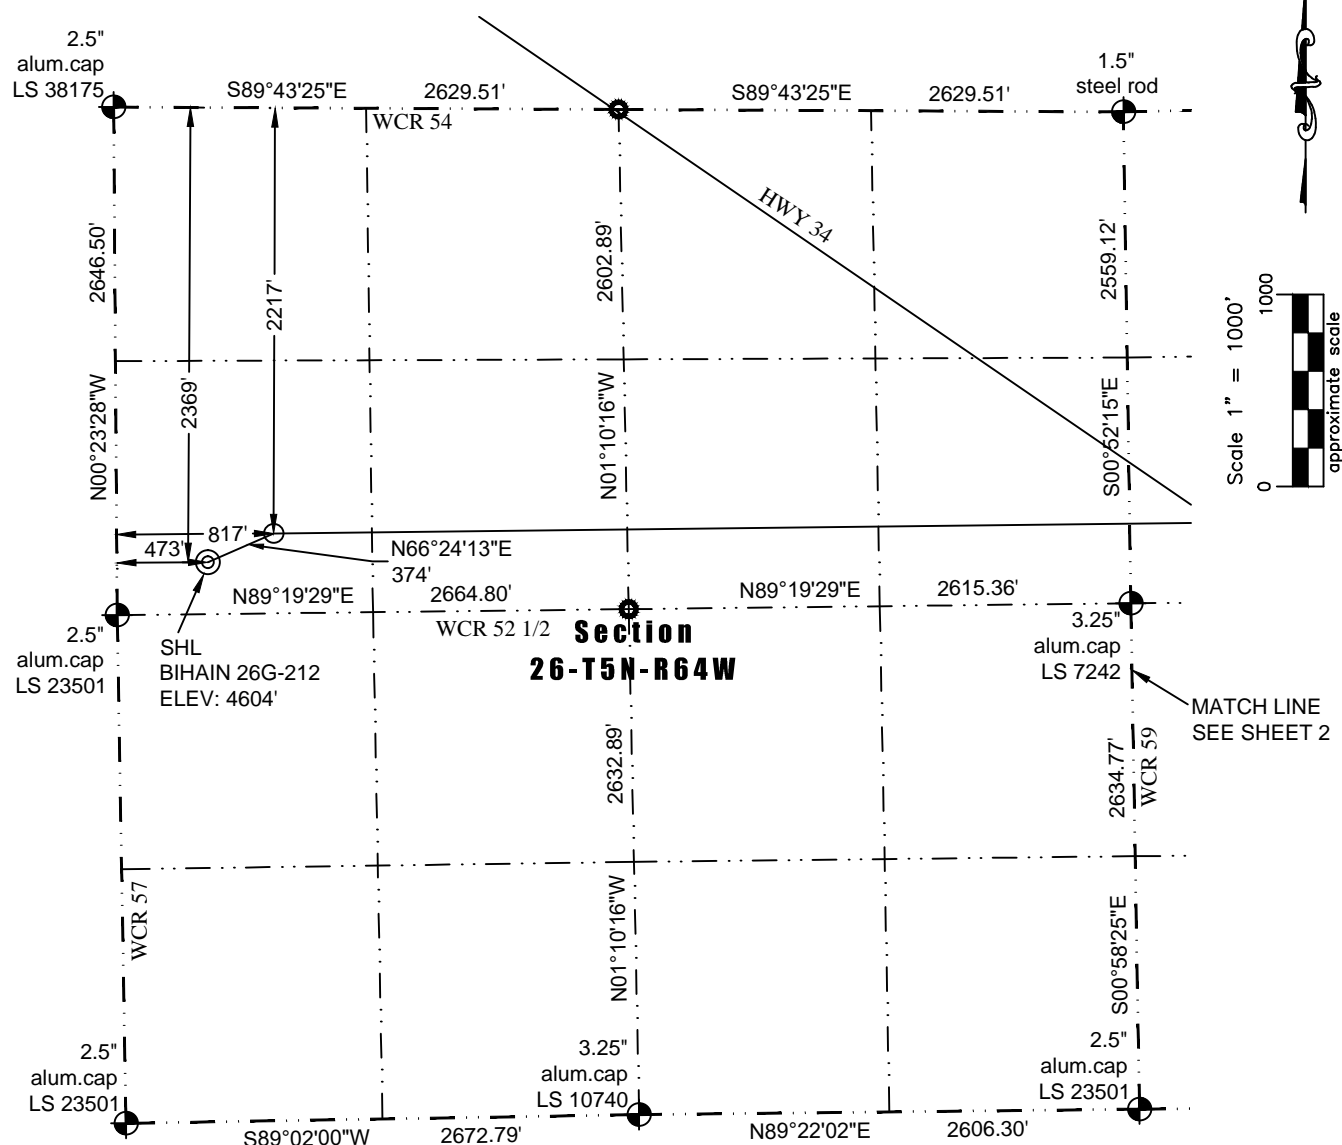 2.5"
alum.cap
LS 38175
S89°43'25"E
2629.51'
S89°43'25"E
2629.51'
1.5"
steel rod
WCR 54
HWY 34
2646.50'
2217'
2369'
2602.89'
2559.12'
N00°23'28"W
N01°10'16"W
S00°52'15"E
Scale 1" = 1000'
0
1000
approximate scale
817'
473'
N66°24'13"E
374'
N89°19'29"E
2664.80'
N89°19'29"E
2615.36'
WCR 52 1/2
Section
26-T5N-R64W
2.5"
alum.cap
LS 23501
SHL
BIHAIN 26G-212
ELEV: 4604'
3.25"
alum.cap
LS 7242
MATCH LINE
SEE SHEET 2
2632.89'
2634.77'
WCR 59
WCR 57
N01°10'16"W
S00°58'25"E
2.5"
alum.cap
LS 23501
3.25"
alum.cap
LS 10740
2.5"
alum.cap
LS 23501
S89°02'00"W
2672.79'
N89°22'02"E
2606.30'